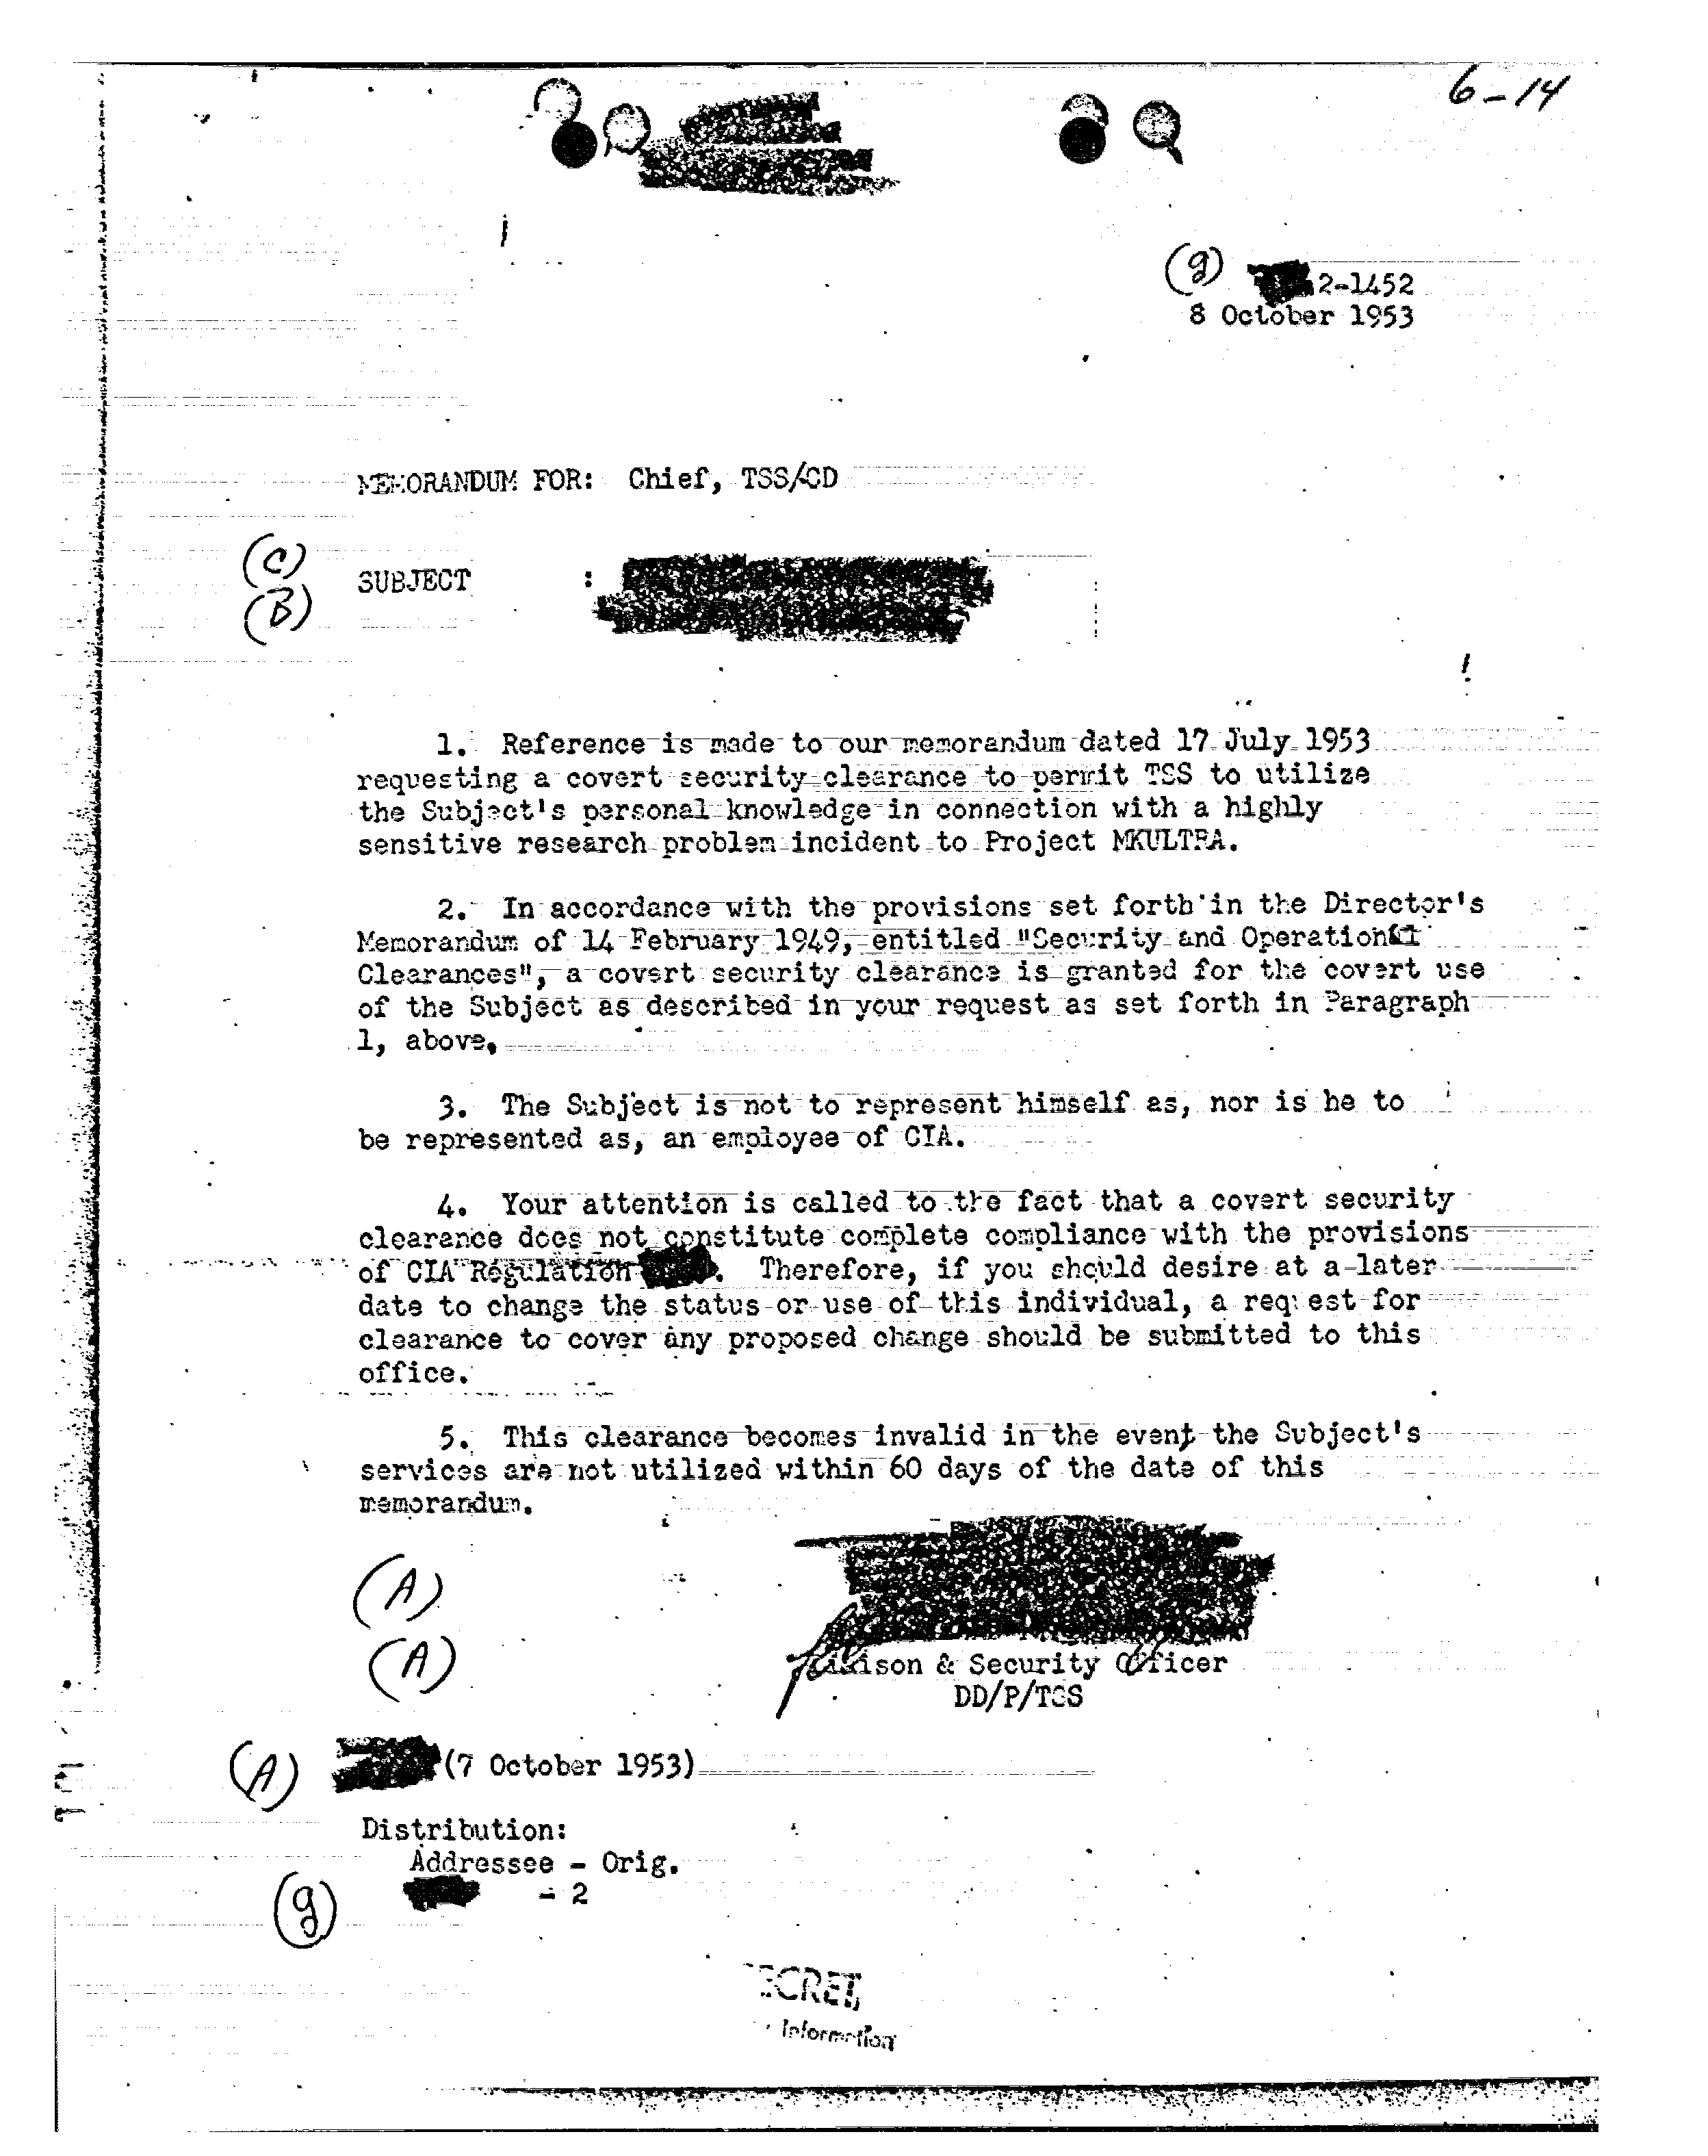 6-14
(g) 2-1452
8 October 1953
MEMORANDUM FOR: Chief, TSS/CD
(C)
SUBJECT :
(B)
1. Reference is made to our memorandum dated 17 July 1953
requesting a covert security clearance to permit TSS to utilize
the Subject's personal knowledge in connection with a highly
sensitive research problem incident to Project MKULTRA.
2. In accordance with the provisions set forth in the Director's
Memorandum of 14 February 1949, entitled "Security and Operational
Clearances", a covert security clearance is granted for the covert use
of the Subject as described in your request as set forth in Paragraph
1, above.
3. The Subject is not to represent himself as, nor is he to
be represented as, an employee of CIA.
4. Your attention is called to the fact that a covert security
clearance does not constitute complete compliance with the provisions
of CIA Regulation . Therefore, if you should desire at a later
date to change the status or use of this individual, a request for
clearance to cover any proposed change should be submitted to this
office.
5. This clearance becomes invalid in the event the Subject's
services are not utilized within 60 days of the date of this
memorandum.
(A)
(A)
Liaison & Security Officer
DD/P/TSS
(A) (7 October 1953)
Distribution:
Addressee - Orig.
(g) - 2
SECRET
Information